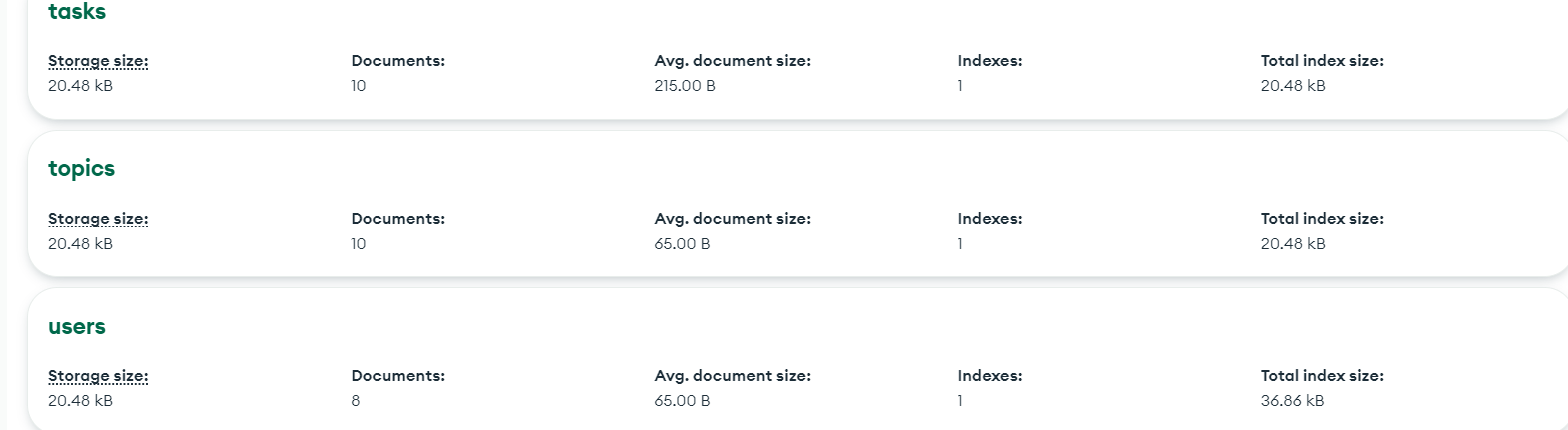 tasks
Storage size: Documents: Avg. document size: Indexes: Total index size:
20.48 kB 10 215.00 B 1 20.48 kB
topics
Storage size: Documents: Avg. document size: Indexes: Total index size:
20.48 kB 10 65.00 B 1 20.48 kB
users
Storage size: Documents: Avg. document size: Indexes: Total index size:
20.48 kB 8 65.00 B 1 36.86 kB